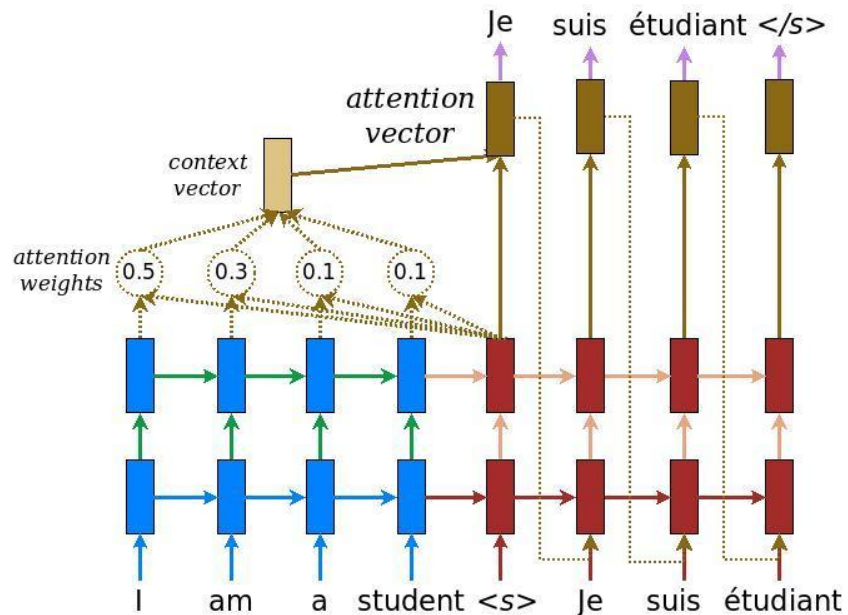 Je suis étudiant </s>
attention
vector
context
vector
attention
weights
0.5 0.3 0.1 0.1
I am a student <s> Je suis étudiant